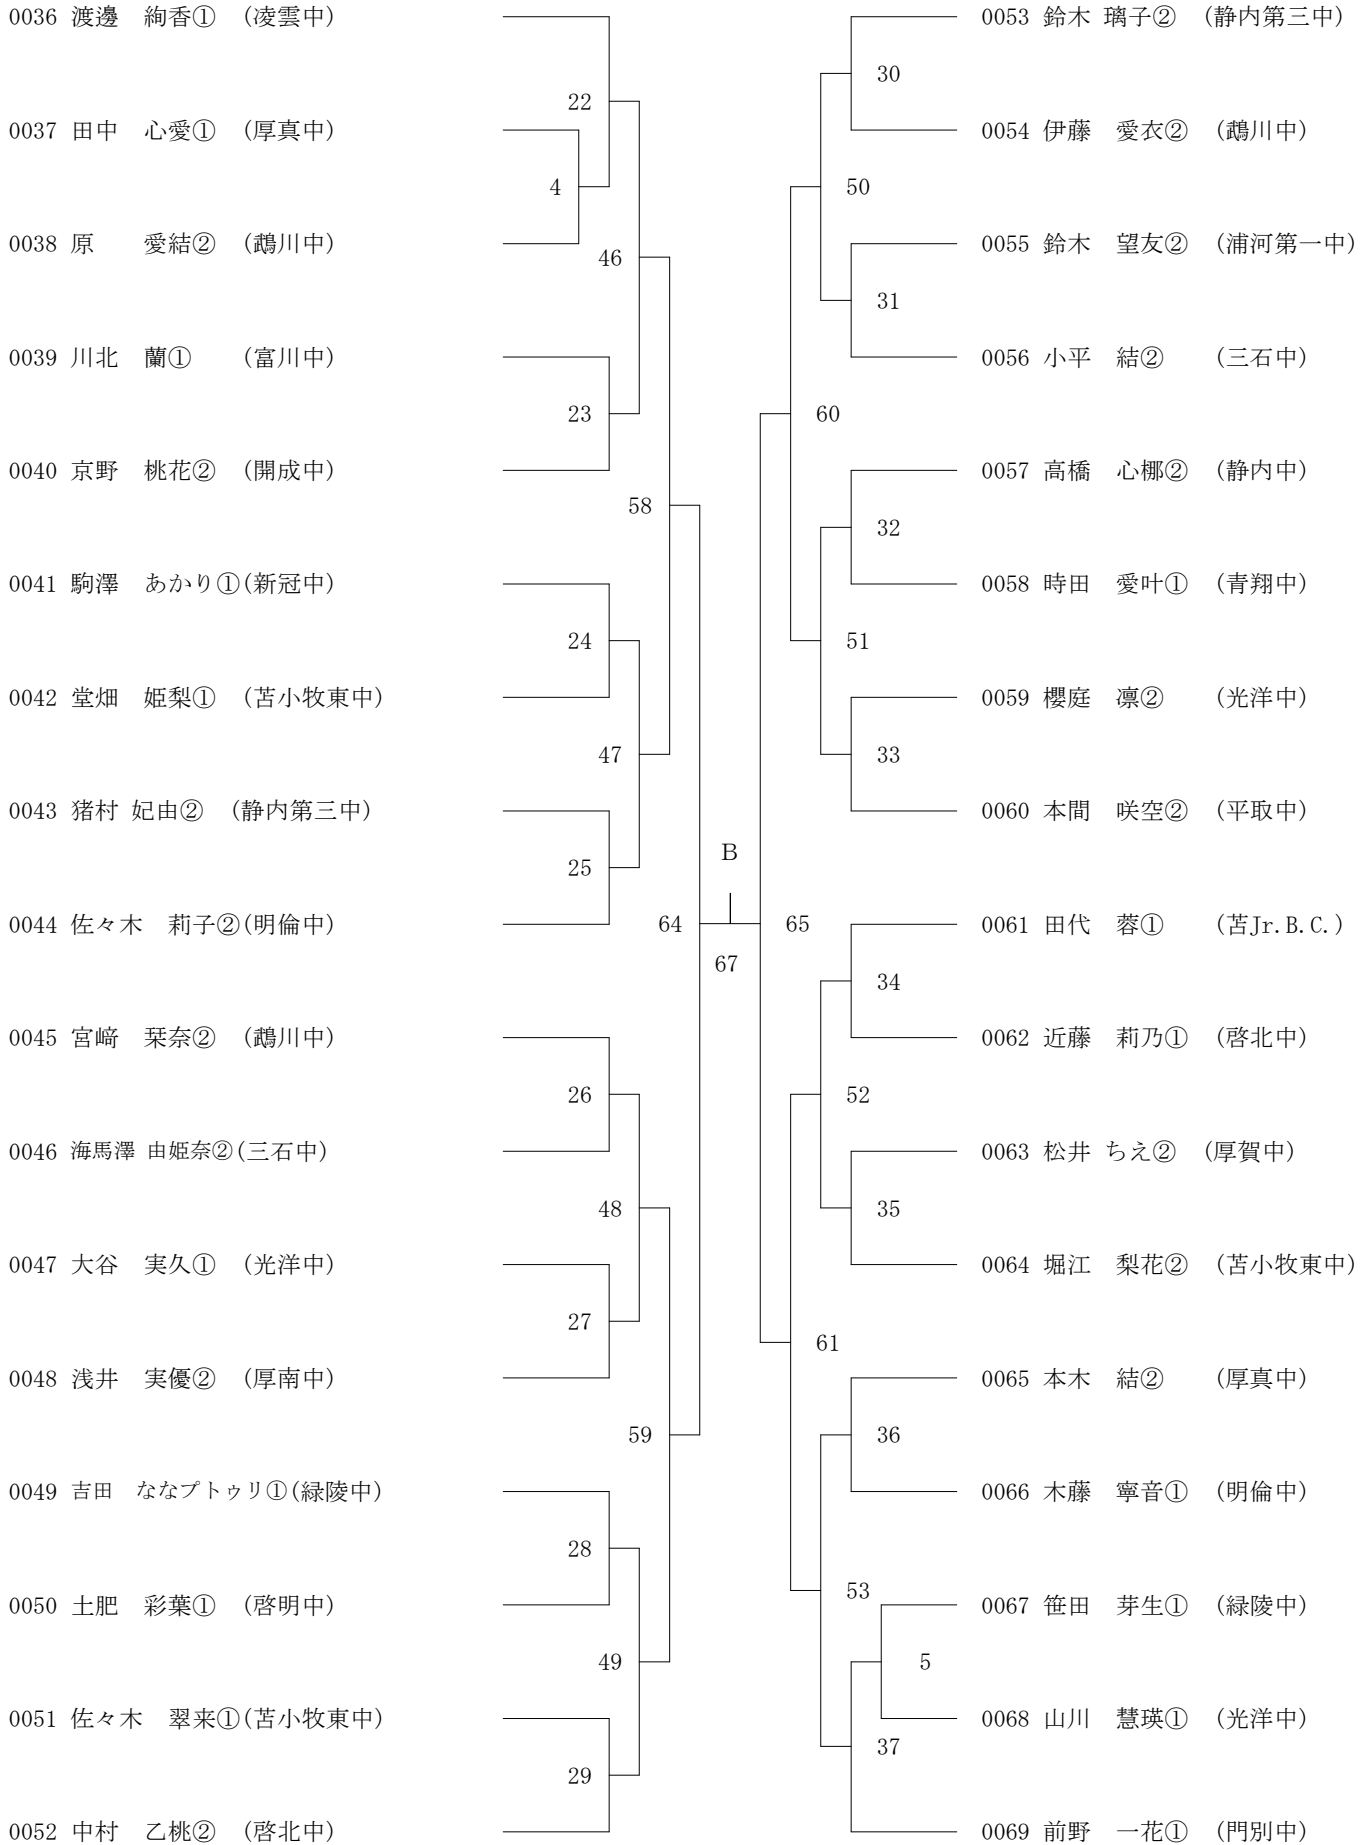 0036 渡邊　絢香①　(凌雲中)
22
0037 田中　心愛①　(厚真中)
4
0038 原　　愛結②　(鵡川中)
46
0039 川北　蘭①　　(富川中)
23
0040 京野　桃花②　(開成中)
58
0041 駒澤　あかり①(新冠中)
24
0042 堂畑　姫梨①　(苫小牧東中)
47
0043 猪村 妃由②　(静内第三中)
25
0044 佐々木　莉子②(明倫中)
64
0045 宮﨑　栞奈②　(鵡川中)
26
0046 海馬澤 由姫奈②(三石中)
48
0047 大谷　実久①　(光洋中)
27
0048 浅井　実優②　(厚南中)
59
0049 吉田　ななプトゥリ①(緑陵中)
28
0050 土肥　彩葉①　(啓明中)
49
0051 佐々木　翠来①(苫小牧東中)
29
0052 中村　乙桃②　(啓北中)
B
67
0053 鈴木 璃子②　(静内第三中)
30
0054 伊藤　愛衣②　(鵡川中)
50
0055 鈴木　望友②　(浦河第一中)
31
0056 小平　結②　　(三石中)
60
0057 高橋　心梛②　(静内中)
32
0058 時田　愛叶①　(青翔中)
51
0059 櫻庭　凛②　　(光洋中)
33
0060 本間　咲空②　(平取中)
65
0061 田代　蓉①　　(苫Jr.B.C.)
34
0062 近藤　莉乃①　(啓北中)
52
0063 松井 ちえ②　(厚賀中)
35
0064 堀江　梨花②　(苫小牧東中)
61
0065 本木　結②　　(厚真中)
36
0066 木藤　寧音①　(明倫中)
53
0067 笹田　芽生①　(緑陵中)
5
0068 山川　慧瑛①　(光洋中)
37
0069 前野　一花①　(門別中)